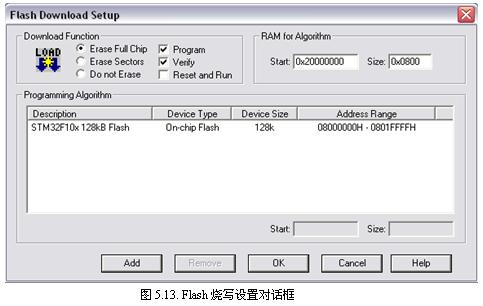 Flash Download Setup
Download Function
LOAD
Erase Full Chip
Erase Sectors
Do not Erase
Program
Verify
Reset and Run
RAM for Algorithm
Start: 0x20000000 Size: 0x0800
Programming Algorithm
Description Device Type Device Size Address Range
STM32F10x 128kB Flash On-chip Flash 128k 08000000H - 0801FFFFH
Start: Size:
Add Remove OK Cancel Help
图 5.13. Flash 烧写设置对话框